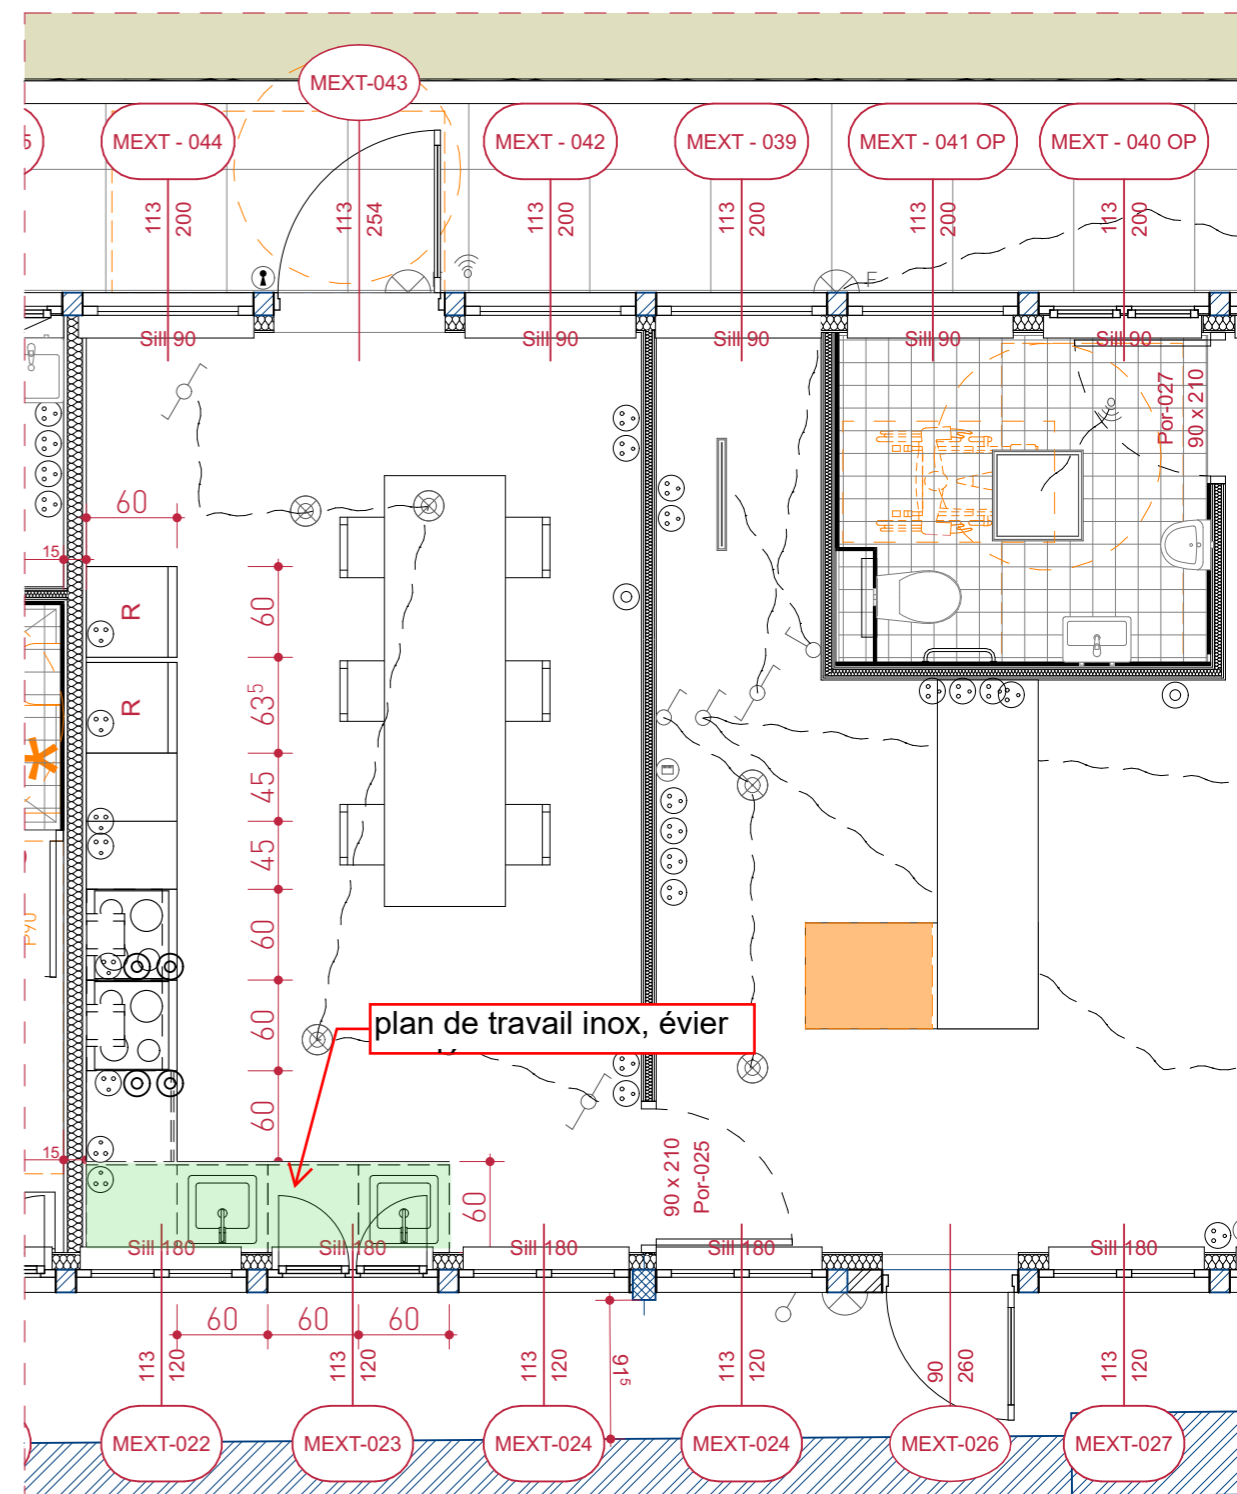 MEXT-043
5
MEXT - 044
MEXT - 042
MEXT - 039
MEXT - 041 OP
MEXT - 040 OP
113
200
113
254
113
200
113
200
113
200
113
200
F
Sill 90
Sill 90
Sill 90
Sill 90
Sill 90
Por-027
90 x 210
60
15
R
60
R
63⁵
45
45
60
P90
60
plan de travail inox, évier
60
15
90 x 210
Por-025
60
Sill 180
Sill 180
Sill 180
Sill 180
Sill 180
60
60
60
113
120
113
120
113
120
91⁵
113
120
90
260
113
120
MEXT-022
MEXT-023
MEXT-024
MEXT-024
MEXT-026
MEXT-027